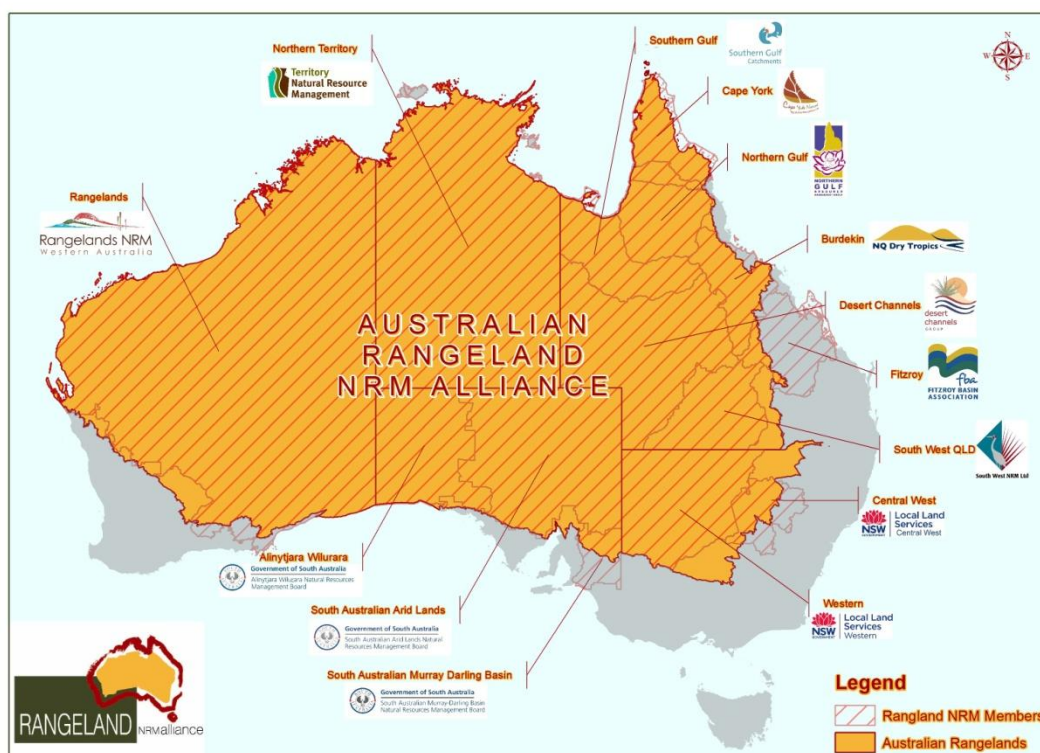 Northern Territory
Territory
Natural Resource
Management
Southern Gulf
Southern Gulf
Catchments
N
W E
S
Cape York
Northern Gulf
NORTHERN
GULF
Rangelands
Rangelands NRM
Western Australia
Burdekin
NQ DRY TROPICS
Desert Channels
desert
channels
GROUP
AUSTRALIAN
RANGELAND
NRM ALLIANCE
Fitzroy
fba
FITZROY BASIN
ASSOCIATION
South West QLD
South West NRM Ltd
Central West
NSW
GOVERNMENT
Local Land
Services
Central West
Alinytjara Wilurara
Government of South Australia
Alinytjara Wilurara Natural Resources
Management Board
South Australian Arid Lands
Government of South Australia
South Australian Arid Lands Natural
Resources Management Board
Western
NSW
GOVERNMENT
Local Land
Services
Western
South Australian Murray Darling Basin
Government of South Australia
South Australian Murray-Darling Basin
Natural Resources Management Board
RANGELAND NRMalliance
Legend
Rangland NRM Members
Australian Rangelands